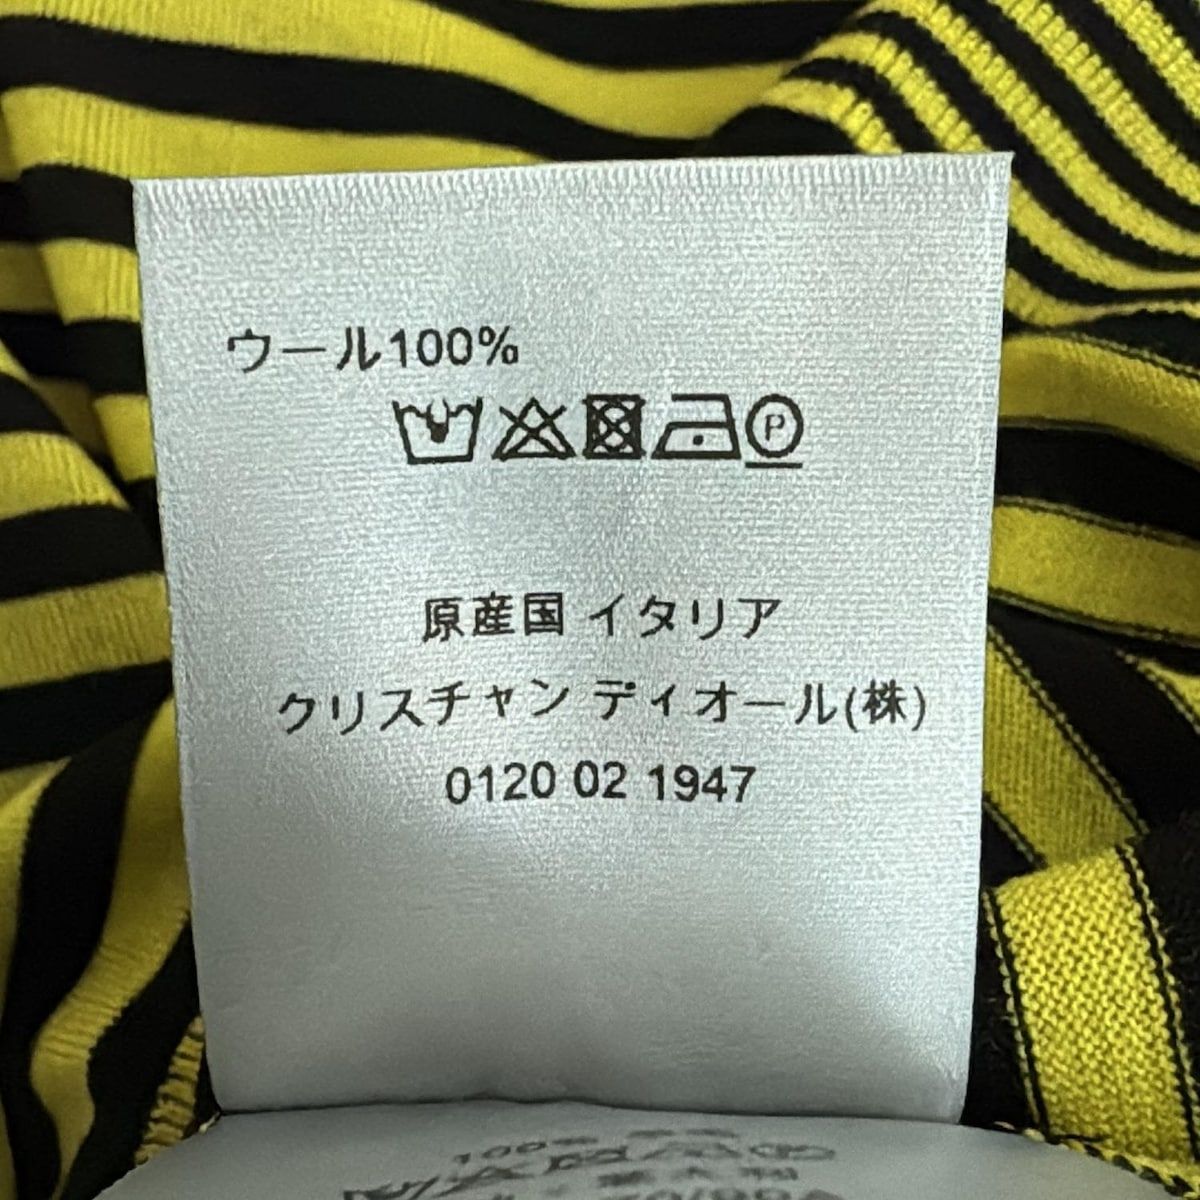 ウール100%
P
原産国 イタリア
クリスチャン ディオール(株)
0120 02 1947
100%